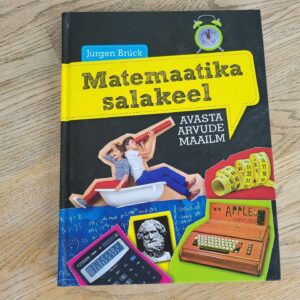 Jürgen Brück
Matemaatika
salakeel
AVASTA
ARVUDE
MAAILM
APPLE